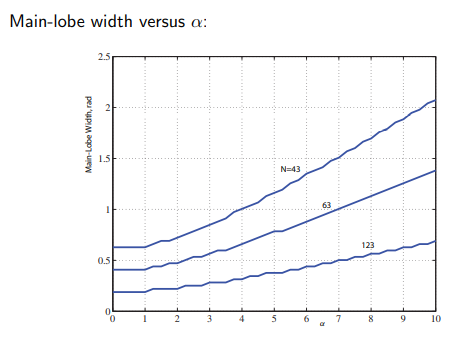 Main-lobe width versus α:
2.5
2
1.5
1
0.5
0
Main-Lobe Width, rad
N=43
63
123
0 1 2 3 4 5 6 7 8 9 10
α